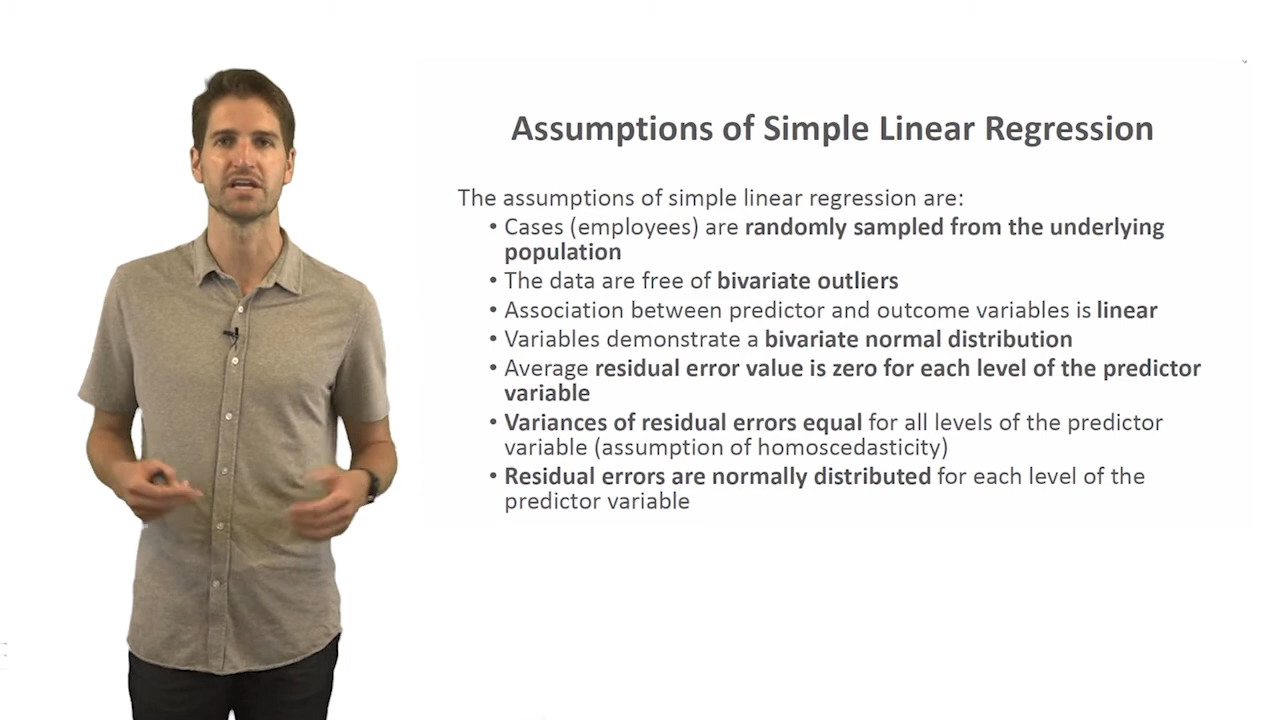 Assumptions of Simple Linear Regression
The assumptions of simple linear regression are:
• Cases (employees) are randomly sampled from the underlying
population
• The data are free of bivariate outliers
• Association between predictor and outcome variables is linear
• Variables demonstrate a bivariate normal distribution
• Average residual error value is zero for each level of the predictor
variable
• Variances of residual errors equal for all levels of the predictor
variable (assumption of homoscedasticity)
• Residual errors are normally distributed for each level of the
predictor variable